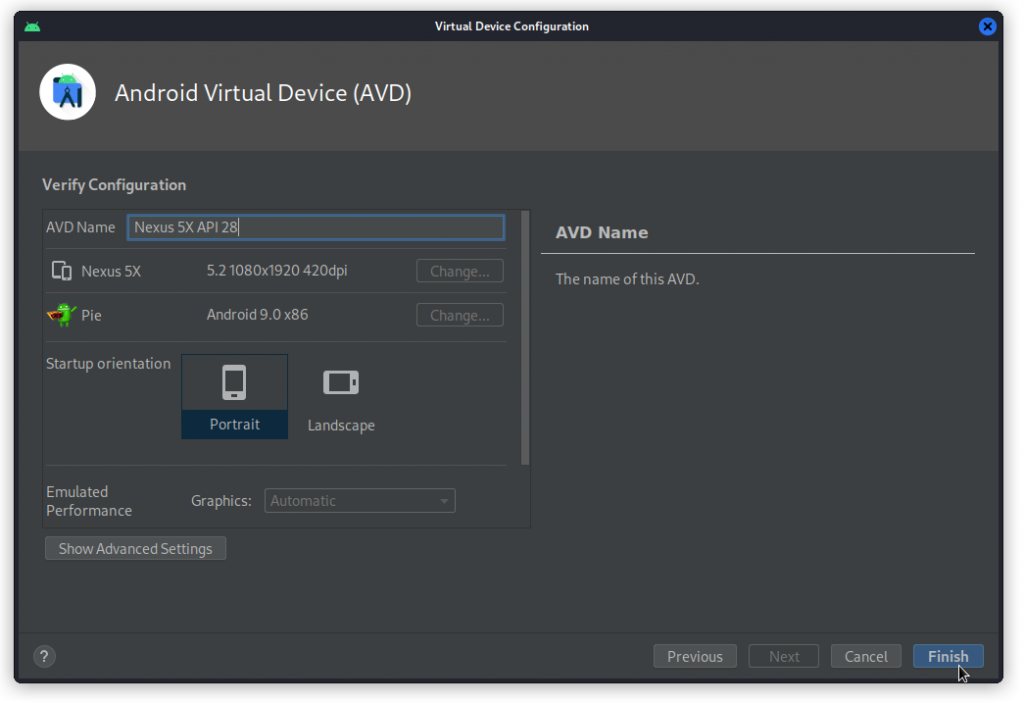 Virtual Device Configuration
Android Virtual Device (AVD)
Verify Configuration
AVD Name Nexus 5X API 28
Nexus 5X 5.2 1080x1920 420dpi Change...
Pie Android 9.0 x86 Change...
Startup orientation
Portrait Landscape
Emulated
Performance
Graphics: Automatic
Show Advanced Settings
AVD Name
The name of this AVD.
? Previous Next Cancel Finish